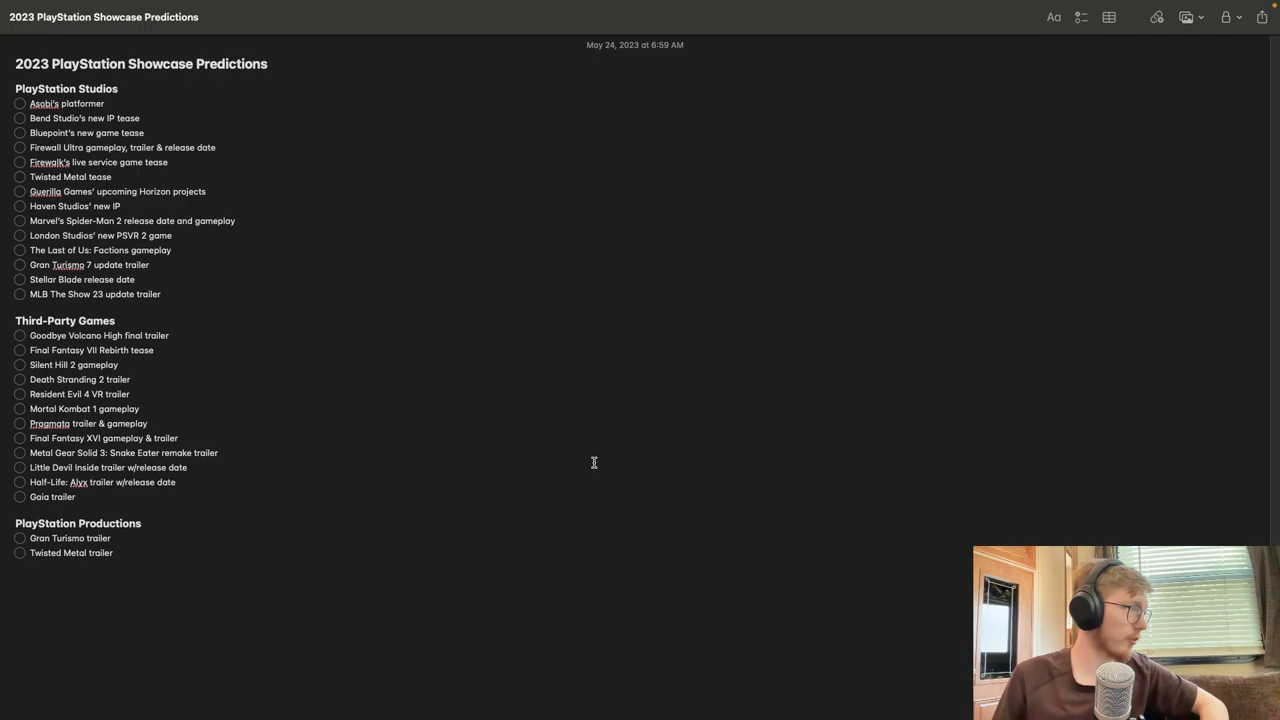 2023 PlayStation Showcase Predictions
Aa
May 24, 2023 at 6:59 AM
2023 PlayStation Showcase Predictions
PlayStation Studios
Asobi's platformer
Bend Studio's new IP tease
Bluepoint's new game tease
Firewall Ultra gameplay, trailer & release date
Firewalk's live service game tease
Twisted Metal tease
Guerilla Games' upcoming Horizon projects
Haven Studios' new IP
Marvel's Spider-Man 2 release date and gameplay
London Studios' new PSVR 2 game
The Last of Us: Factions gameplay
Gran Turismo 7 update trailer
Stellar Blade release date
MLB The Show 23 update trailer
Third-Party Games
Goodbye Volcano High final trailer
Final Fantasy VII Rebirth tease
Silent Hill 2 gameplay
Death Stranding 2 trailer
Resident Evil 4 VR trailer
Mortal Kombat 1 gameplay
Pragmata trailer & gameplay
Final Fantasy XVI gameplay & trailer
Metal Gear Solid 3: Snake Eater remake trailer
Little Devil Inside trailer w/release date
Half-Life: Alyx trailer w/release date
Gaia trailer
PlayStation Productions
Gran Turismo trailer
Twisted Metal trailer